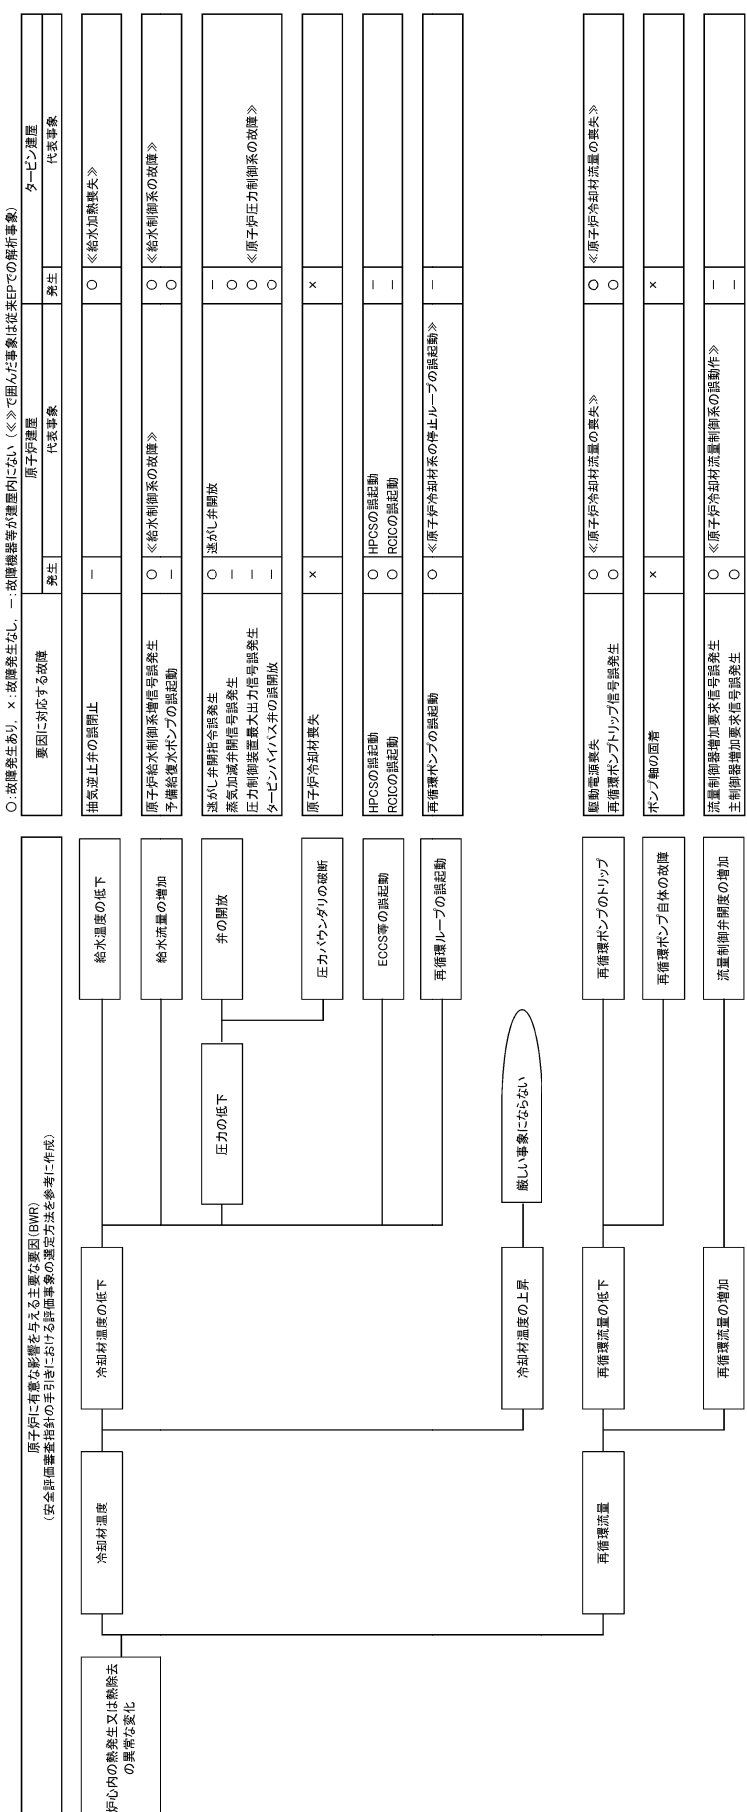 ○：故障発生あり，×：故障発生なし，－：故障機器等が建屋内にない（≪≫で囲んだ事象は従来EPでの解析事象）
原子炉に有意な影響を与える主要な要因(BWR)
（安全評価審査指針の手引きにおける評価事象の選定方法を参考に作成）
要因に対応する故障
原子炉建屋
タービン建屋
発生
代表事象
発生
代表事象
炉心内の熱発生又は熱除去
の異常な変化
冷却材温度
冷却材温度の低下
給水温度の低下
抽気逆止弁の誤閉止
－
○
≪給水加熱喪失≫
給水流量の増加
原子炉給水制御系増信号誤発生
○
≪給水制御系の故障≫
○
≪給水制御系の故障≫
予備給復水ポンプの誤起動
－
○
圧力の低下
弁の開放
逃がし弁開指令誤発生
○
逃がし弁開放
－
蒸気加減弁開信号誤発生
－
○
圧力制御装置最大出力信号誤発生
－
○
≪原子炉圧力制御系の故障≫
タービンバイパス弁の誤開放
－
○
圧力バウンダリの破断
原子炉冷却材喪失
×
×
ECCS等の誤起動
HPCSの誤起動
○
HPCSの誤起動
－
RCICの誤起動
○
RCICの誤起動
－
再循環ループの誤起動
再循環ポンプの誤起動
○
≪原子炉冷却材系の停止ループの誤起動≫
－
冷却材温度の上昇
厳しい事象にならない
再循環流量
再循環流量の低下
再循環ポンプのトリップ
駆動電源喪失
○
≪原子炉冷却材流量の喪失≫
○
≪原子炉冷却材流量の喪失≫
再循環ポンプトリップ信号誤発生
○
○
再循環ポンプ自体の故障
ポンプ軸の固着
×
×
再循環流量の増加
流量制御弁開度の増加
流量制御器増加要求信号誤発生
○
≪原子炉冷却材流量制御系の誤動作≫
－
主制御器増加要求信号誤発生
○
－